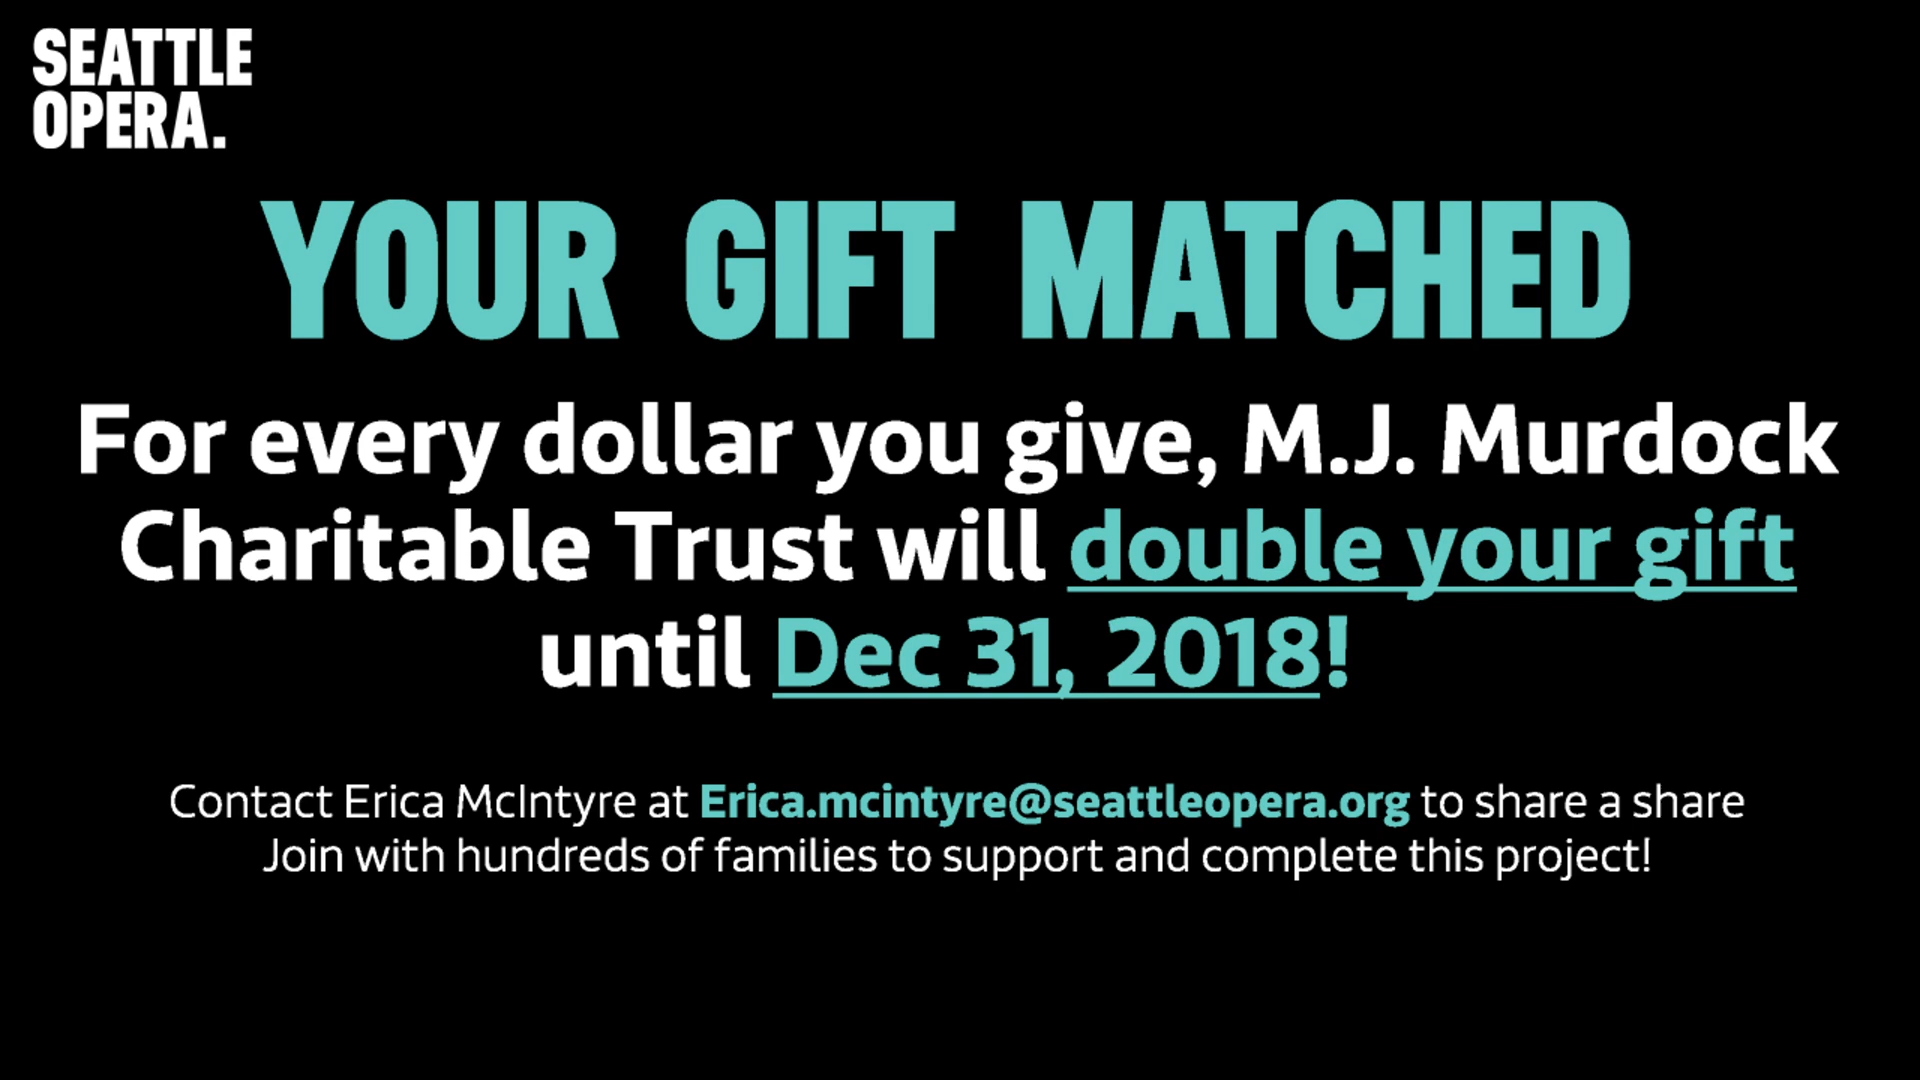 SEATTLE
OPERA.
YOUR GIFT MATCHED
For every dollar you give, M.J. Murdock
Charitable Trust will double your gift
until Dec 31, 2018!
Contact Erica McIntyre at Erica.mcintyre@seattleopera.org to share a share
Join with hundreds of families to support and complete this project!